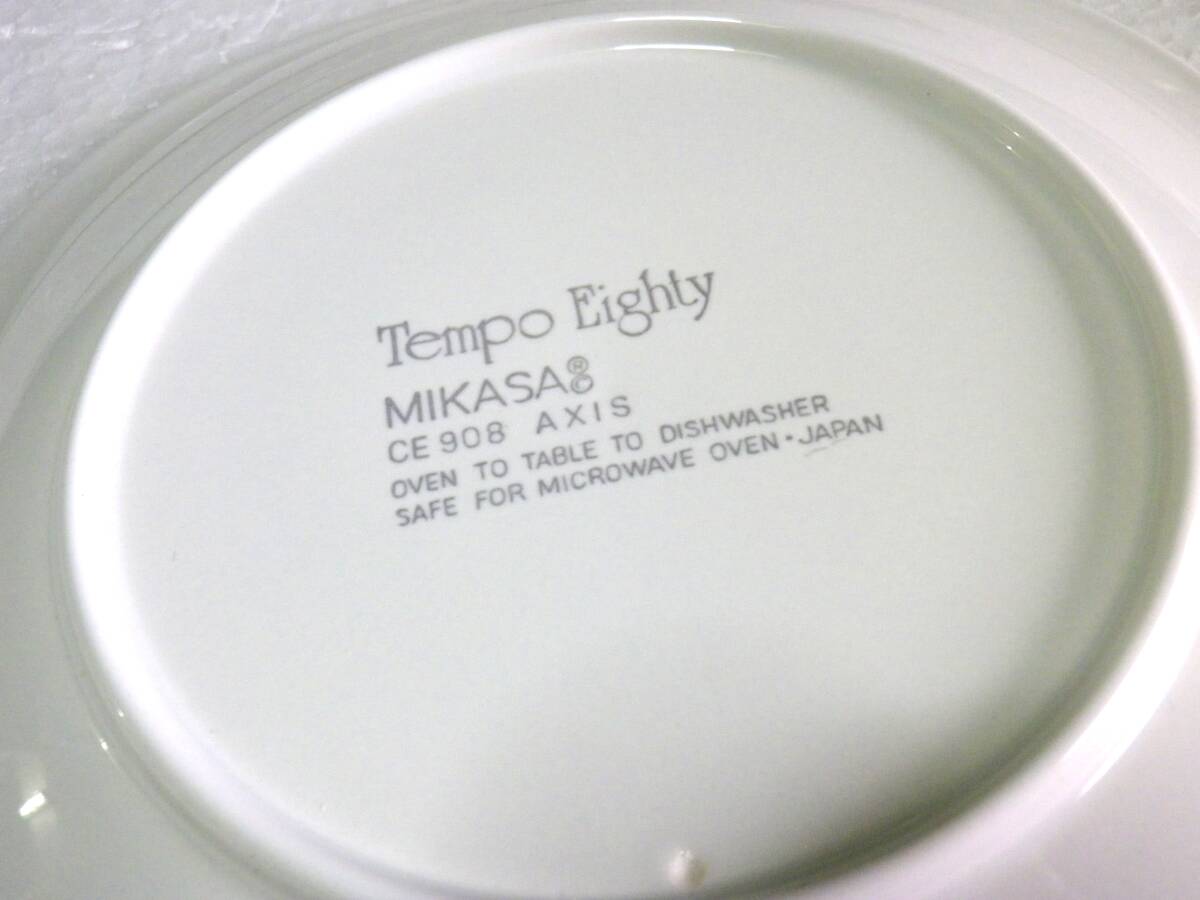 Tempo Eighty
MIKASA®©
CE 908 AXIS
OVEN TO TABLE TO DISHWASHER
SAFE FOR MICROWAVE OVEN · JAPAN